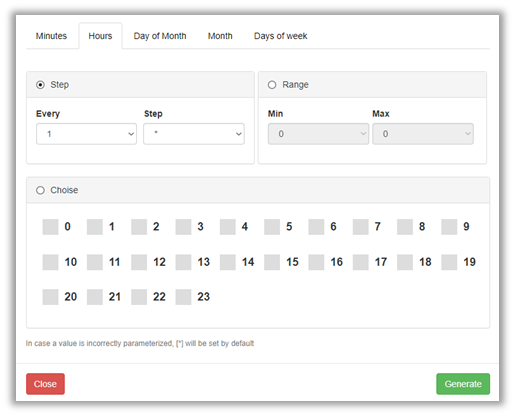 Minutes Hours Day of Month Month Days of week
Step Range
Every Step Min Max
1 * 0 0
Choise
0 1 2 3 4 5 6 7 8 9
10 11 12 13 14 15 16 17 18 19
20 21 22 23
In case a value is incorrectly parameterized, [*] will be set by default
Close Generate